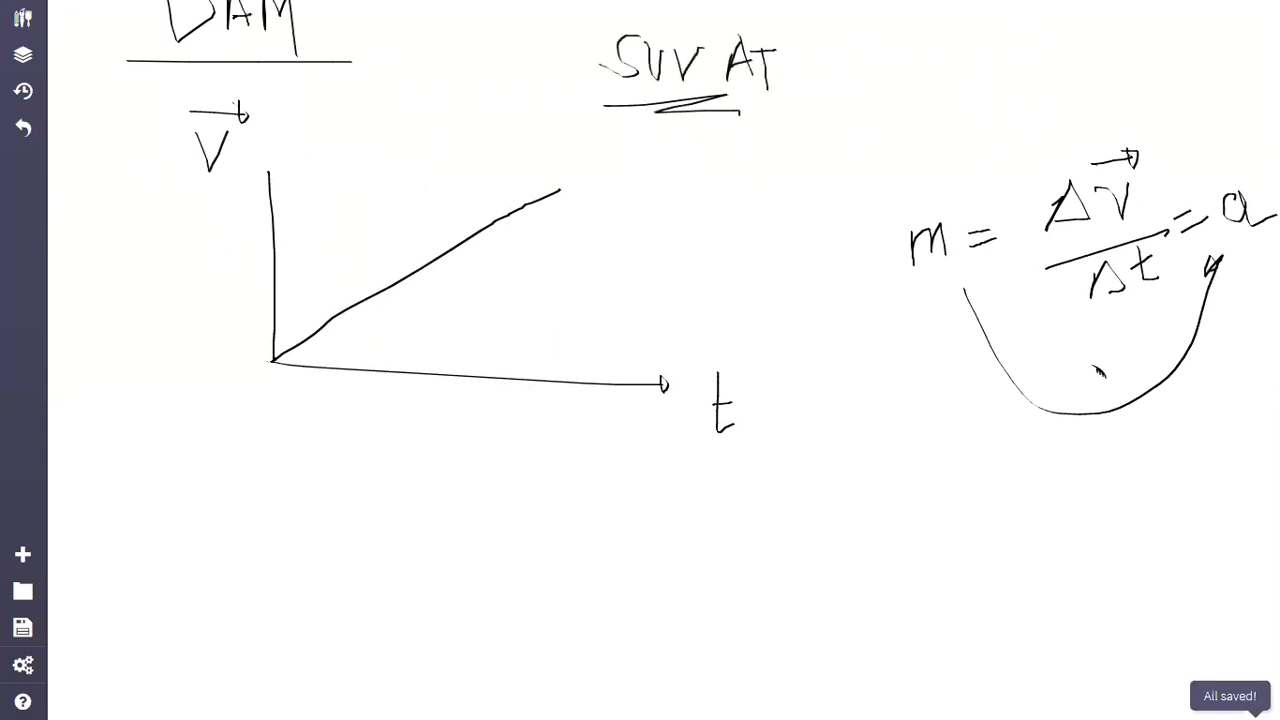 SUVAT
V
t
m = ΔV/Δt = a
?
All saved!